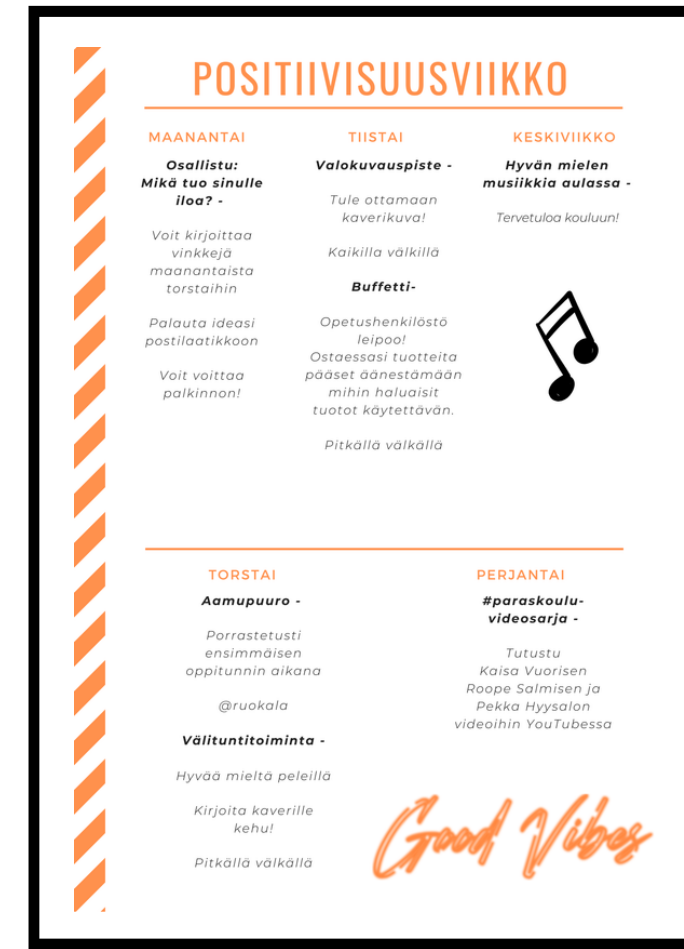 POSITIIVISUUSVIIKKO
MAANANTAI
Osallistu:
Mikä tuo sinulle
iloa? -
Voit kirjoittaa
vinkkejä
maanantaista
torstaihin
Palauta ideasi
postilaatikkoon
Voit voittaa
palkinnon!
TIISTAI
Valokuvauspiste -
Tule ottamaan
kaverikuva!
Kaikilla välkillä
Buffetti-
Opetushenkilöstö
leipoo!
Ostaessasi tuotteita
pääset äänestämään
mihin haluaisit
tuotot käytettävän.
Pitkällä välkällä
KESKIVIIKKO
Hyvän mielen
musiikkia aulassa -
Tervetuloa kouluun!
TORSTAI
Aamupuuro -
Porrastetusti
ensimmäisen
oppitunnin aikana
@ruokala
Välituntitoiminta -
Hyvää mieltä peleillä
Kirjoita kaverille
kehu!
Pitkällä välkällä
PERJANTAI
#paraskoulu-
videosarja -
Tutustu
Kaisa Vuorisen
Roope Salmisen ja
Pekka Hyysalon
videoihin YouTubessa
Good Vibes